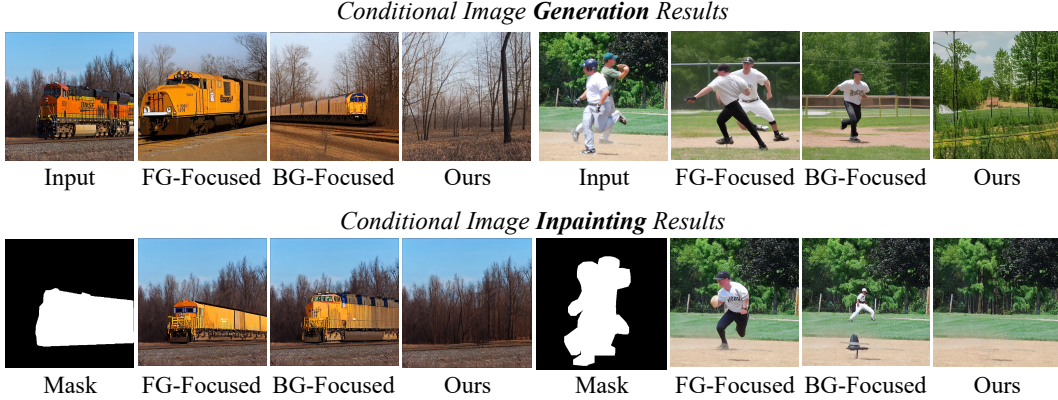 Conditional Image Generation Results
Input FG-Focused BG-Focused Ours Input FG-Focused BG-Focused Ours
Conditional Image Inpainting Results
Mask FG-Focused BG-Focused Ours Mask FG-Focused BG-Focused Ours